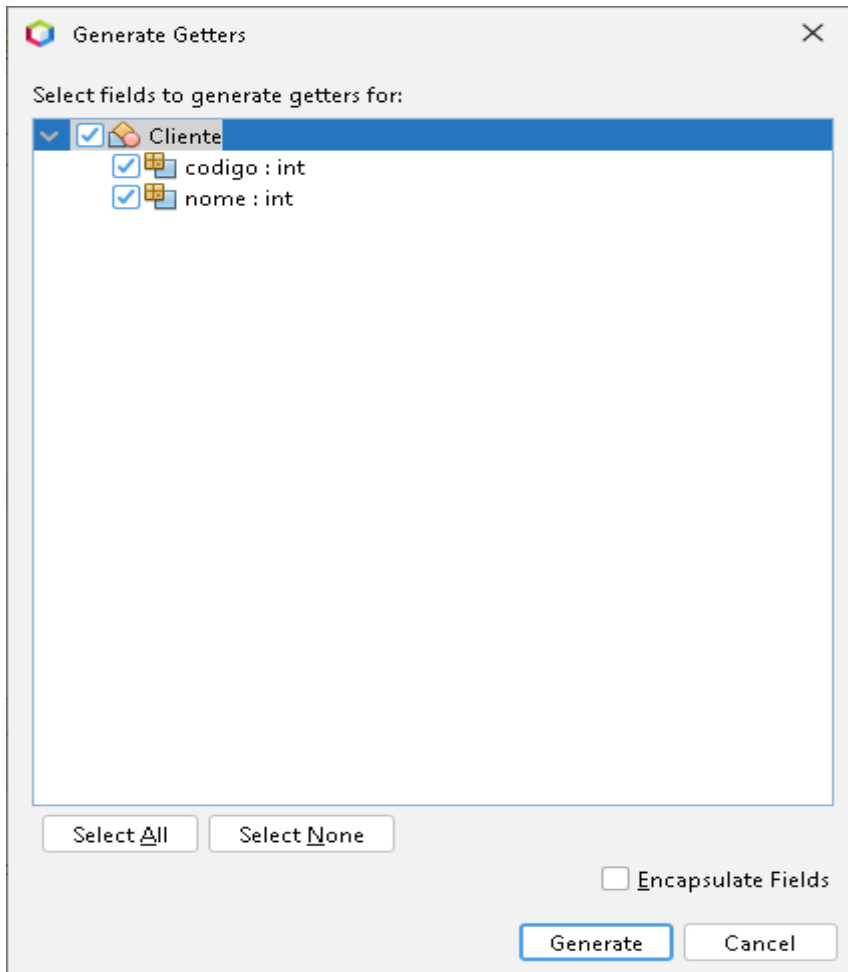 Generate Getters
Select fields to generate getters for:
Cliente
codigo : int
nome : int
Select All Select None
Encapsulate Fields
Generate Cancel